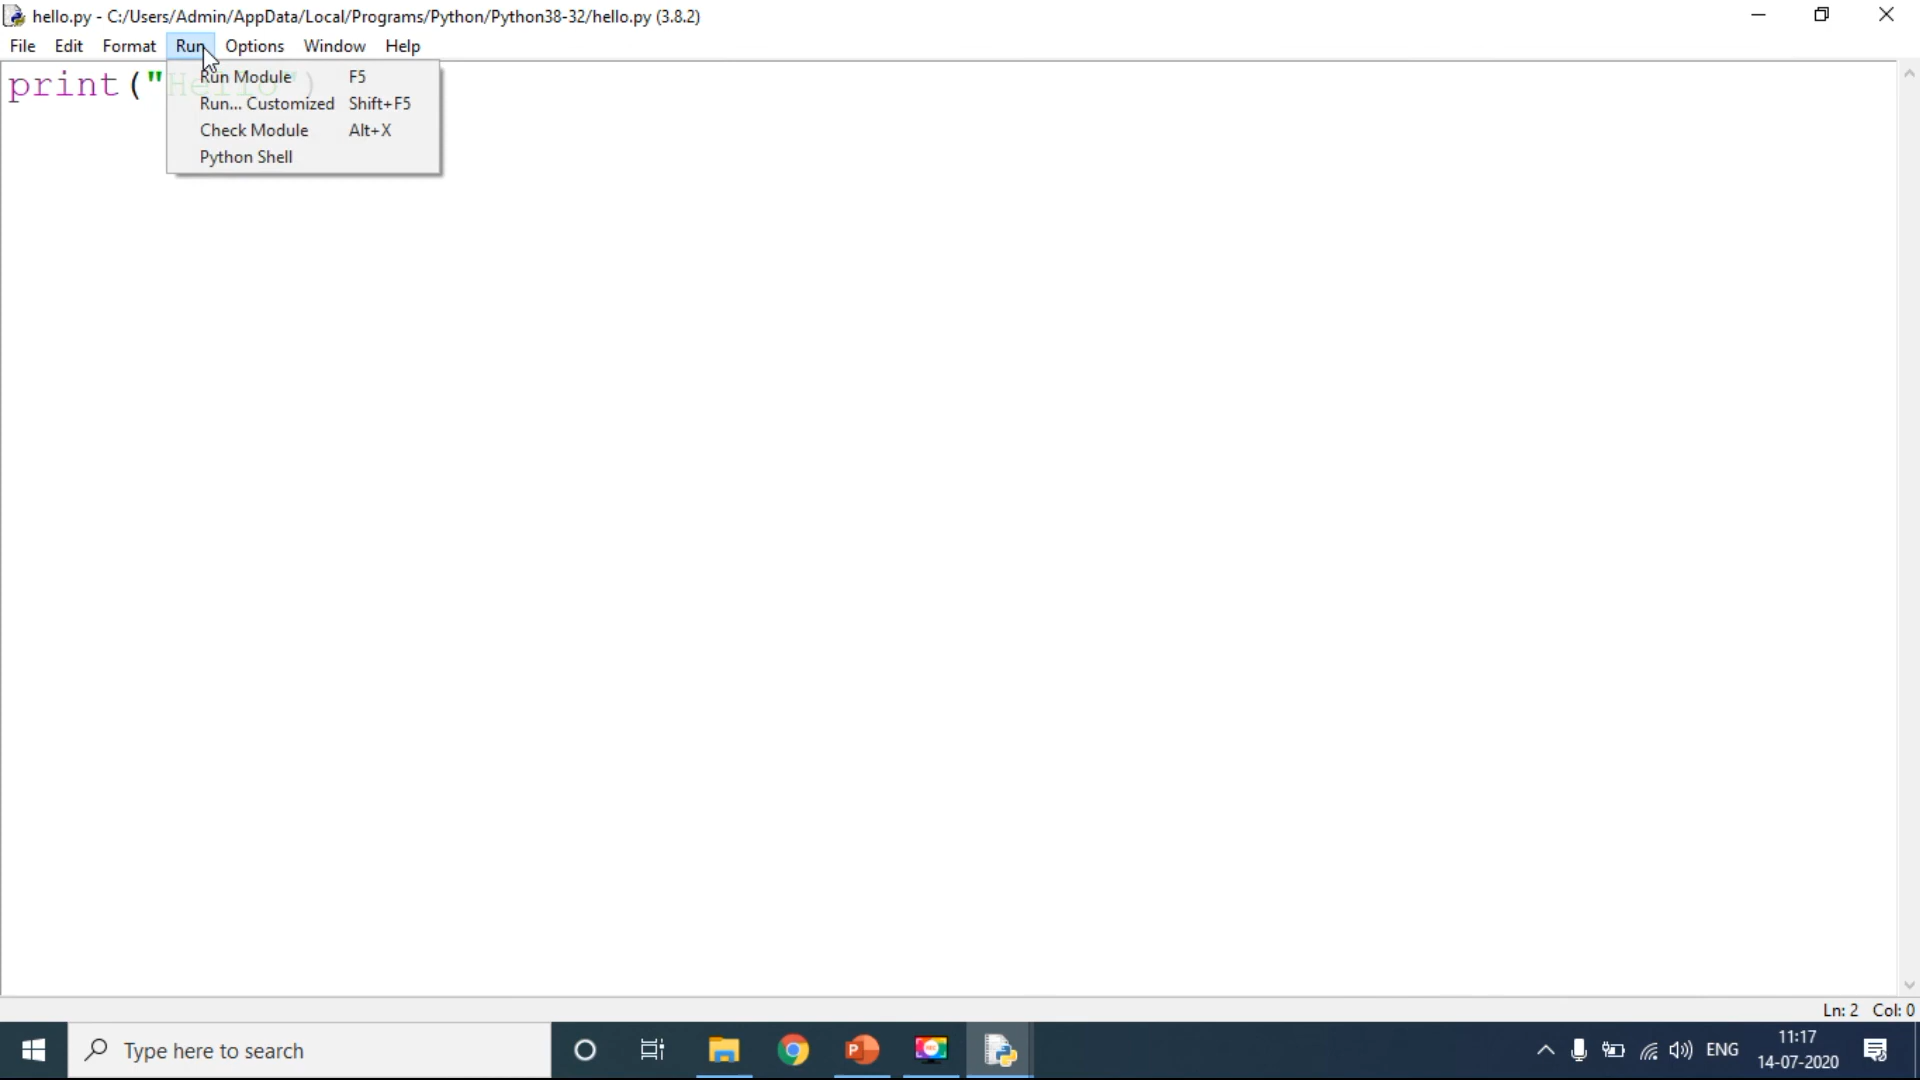 hello.py - C:/Users/Admin/AppData/Local/Programs/Python/Python38-32/hello.py (3.8.2)
File Edit Format Run Options Window Help
print("Hello")
Run Module F5
Run... Customized Shift+F5
Check Module Alt+X
Python Shell
Ln: 2 Col: 0
Type here to search
ENG
11:17
14-07-2020